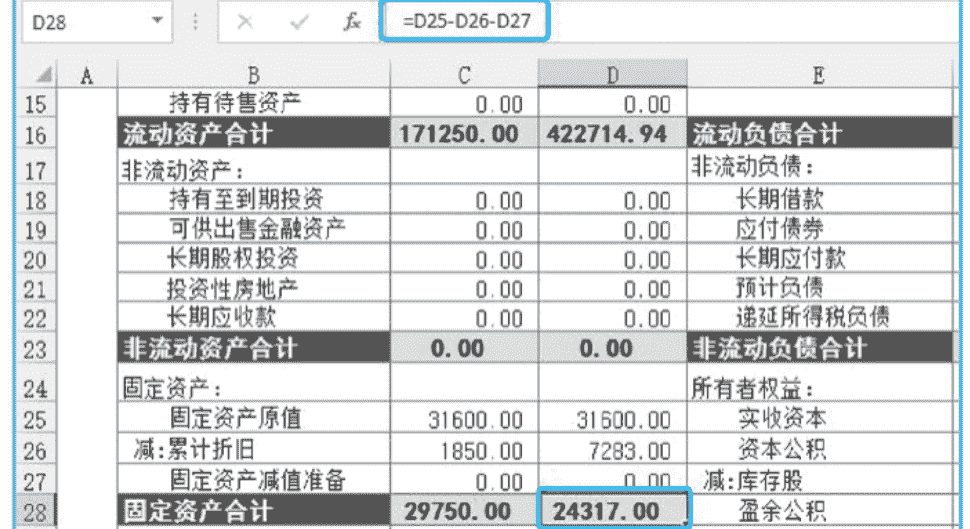 D28 fx =D25-D26-D27
A B C D E
15 持有待售资产 0.00 0.00
16 流动资产合计 171250.00 422714.94 流动负债合计
17 非流动资产: 非流动负债:
18 持有至到期投资 0.00 0.00 长期借款
19 可供出售金融资产 0.00 0.00 应付债券
20 长期股权投资 0.00 0.00 长期应付款
21 投资性房地产 0.00 0.00 预计负债
22 长期应收款 0.00 0.00 递延所得税负债
23 非流动资产合计 0.00 0.00 非流动负债合计
24 固定资产: 所有者权益:
25 固定资产原值 31600.00 31600.00 实收资本
26 减:累计折旧 1850.00 7283.00 资本公积
27 固定资产减值准备 0.00 0.00 减:库存股
28 固定资产合计 29750.00 24317.00 盈余公积